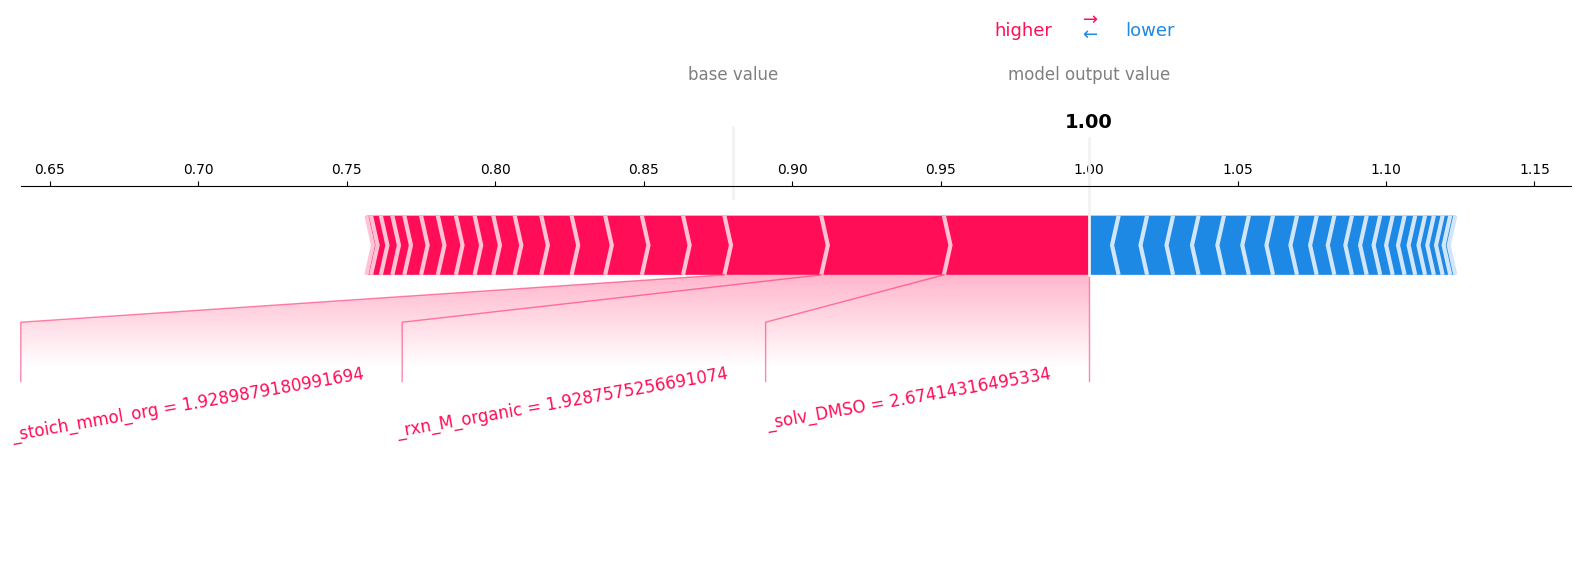 higher → ← lower
base value model output value
1.00
0.65 0.70 0.75 0.80 0.85 0.90 0.95 1.00 1.05 1.10 1.15
_stoich_mmol_org = 1.9289879180991694
_rxn_M_organic = 1.9287575256691074
_solv_DMSO = 2.67414316495334